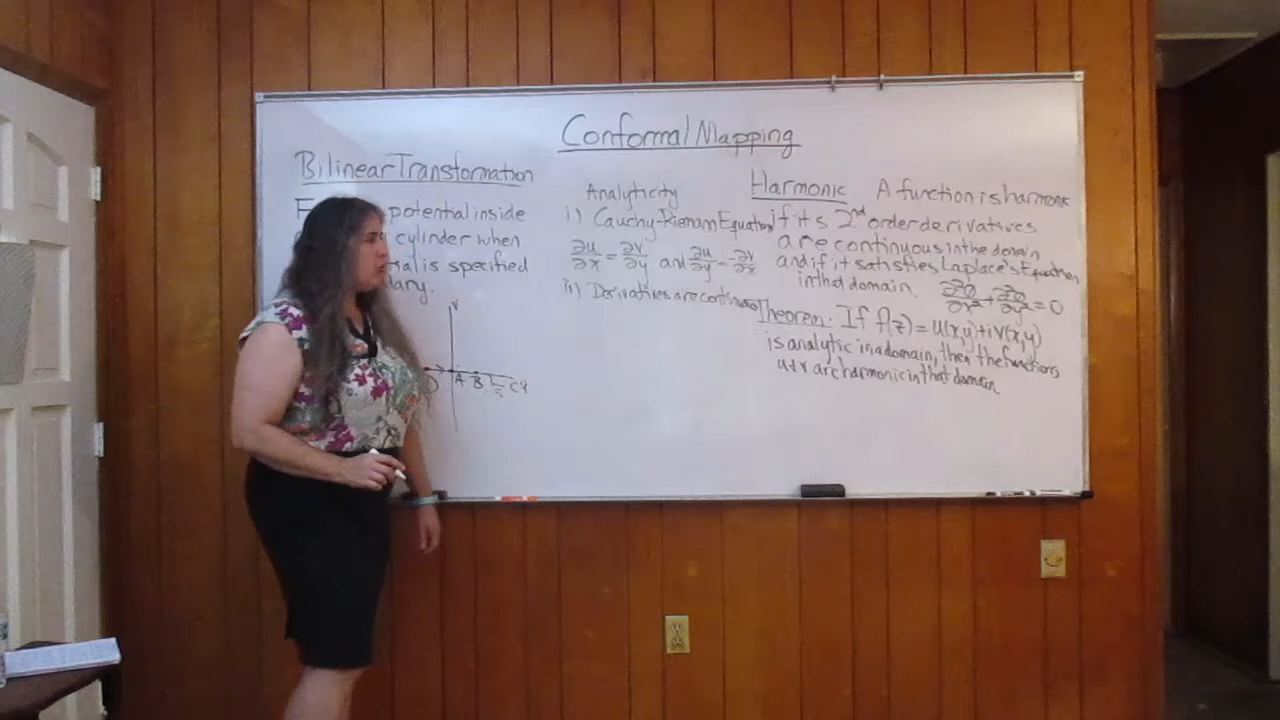 Conformal Mapping
Bilinear Transformation
potential inside
cylinder when
is specified
Analyticity
i) Cauchy-Riemann Equation
∂u/∂x = ∂v/∂y and ∂u/∂y = -∂v/∂x
ii) Derivatives are continuous
Harmonic A function is harmonic
if its 2nd order derivatives
are continuous in the domain
and if it satisfies Laplace's Equation
in that domain. ∂²φ/∂x² + ∂²φ/∂y² = 0
Theorem: If f(z) = u(x,y) + iv(x,y)
is analytic in a domain, then the functions
u + v are harmonic in that domain
V
A B